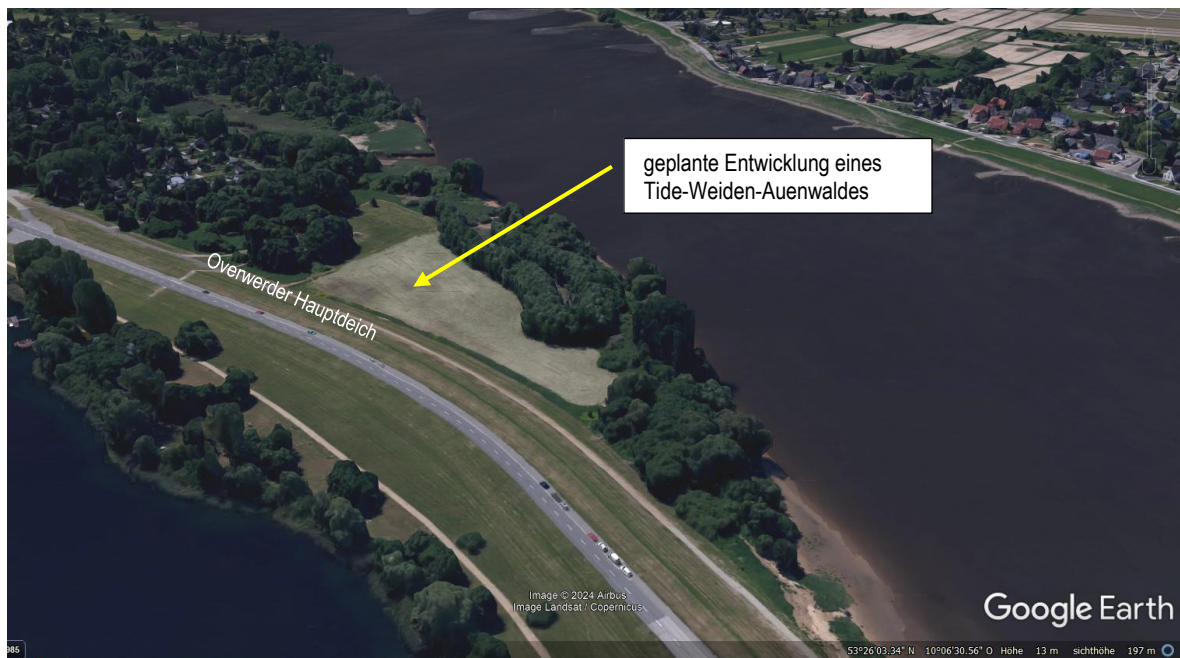 geplante Entwicklung eines
Tide-Weiden-Auenwaldes
Overwerder Hauptdeich
Image © 2024 Airbus
Image Landsat / Copernicus
Google Earth
985
53°26'03.34" N 10°06'30.56" O Höhe 13 m sichthöhe 197 m